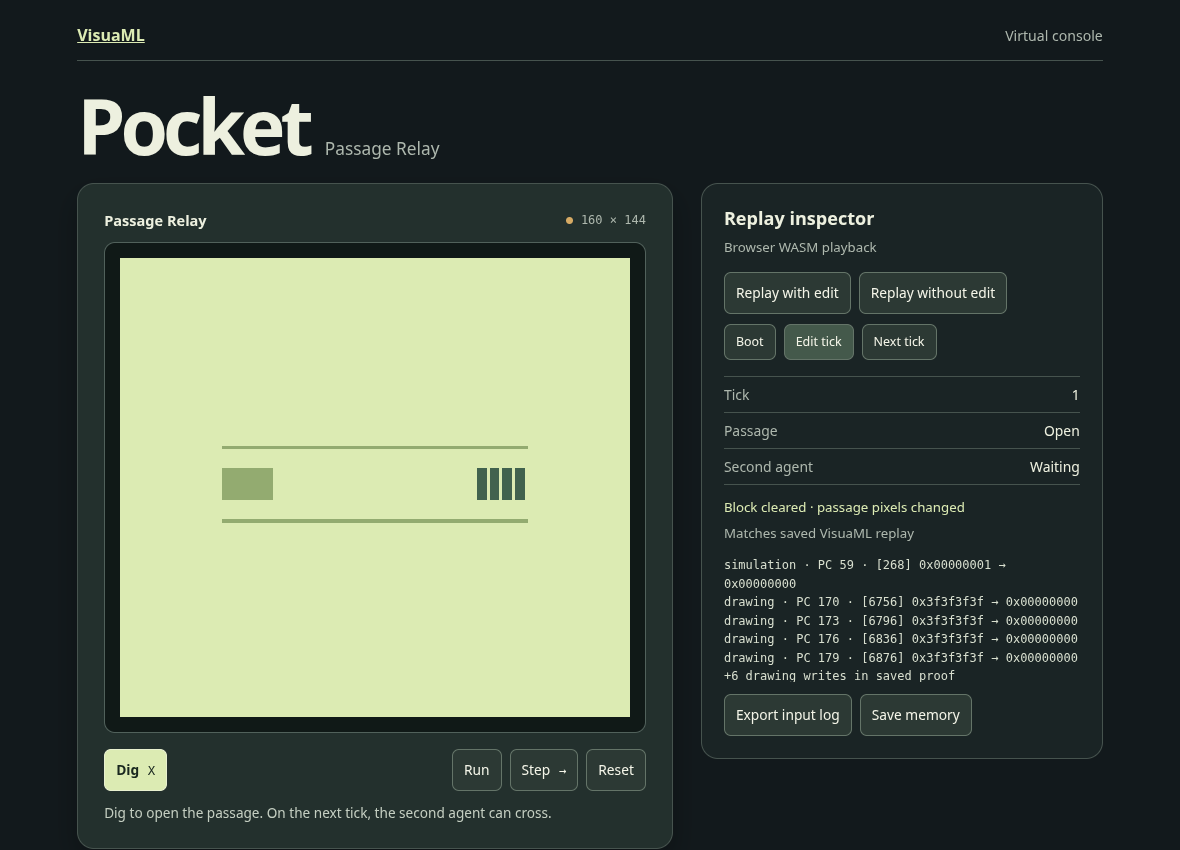 VisuaML
Virtual console
Pocket Passage Relay
Passage Relay
160 × 144
Dig X
Run
Step →
Reset
Dig to open the passage. On the next tick, the second agent can cross.
Replay inspector
Browser WASM playback
Replay with edit
Replay without edit
Boot
Edit tick
Next tick
Tick 1
Passage Open
Second agent Waiting
Block cleared · passage pixels changed
Matches saved VisuaML replay
simulation · PC 59 · [268] 0x00000001 →
0x00000000
drawing · PC 170 · [6756] 0x3f3f3f3f → 0x00000000
drawing · PC 173 · [6796] 0x3f3f3f3f → 0x00000000
drawing · PC 176 · [6836] 0x3f3f3f3f → 0x00000000
drawing · PC 179 · [6876] 0x3f3f3f3f → 0x00000000
+6 drawing writes in saved proof
Export input log
Save memory